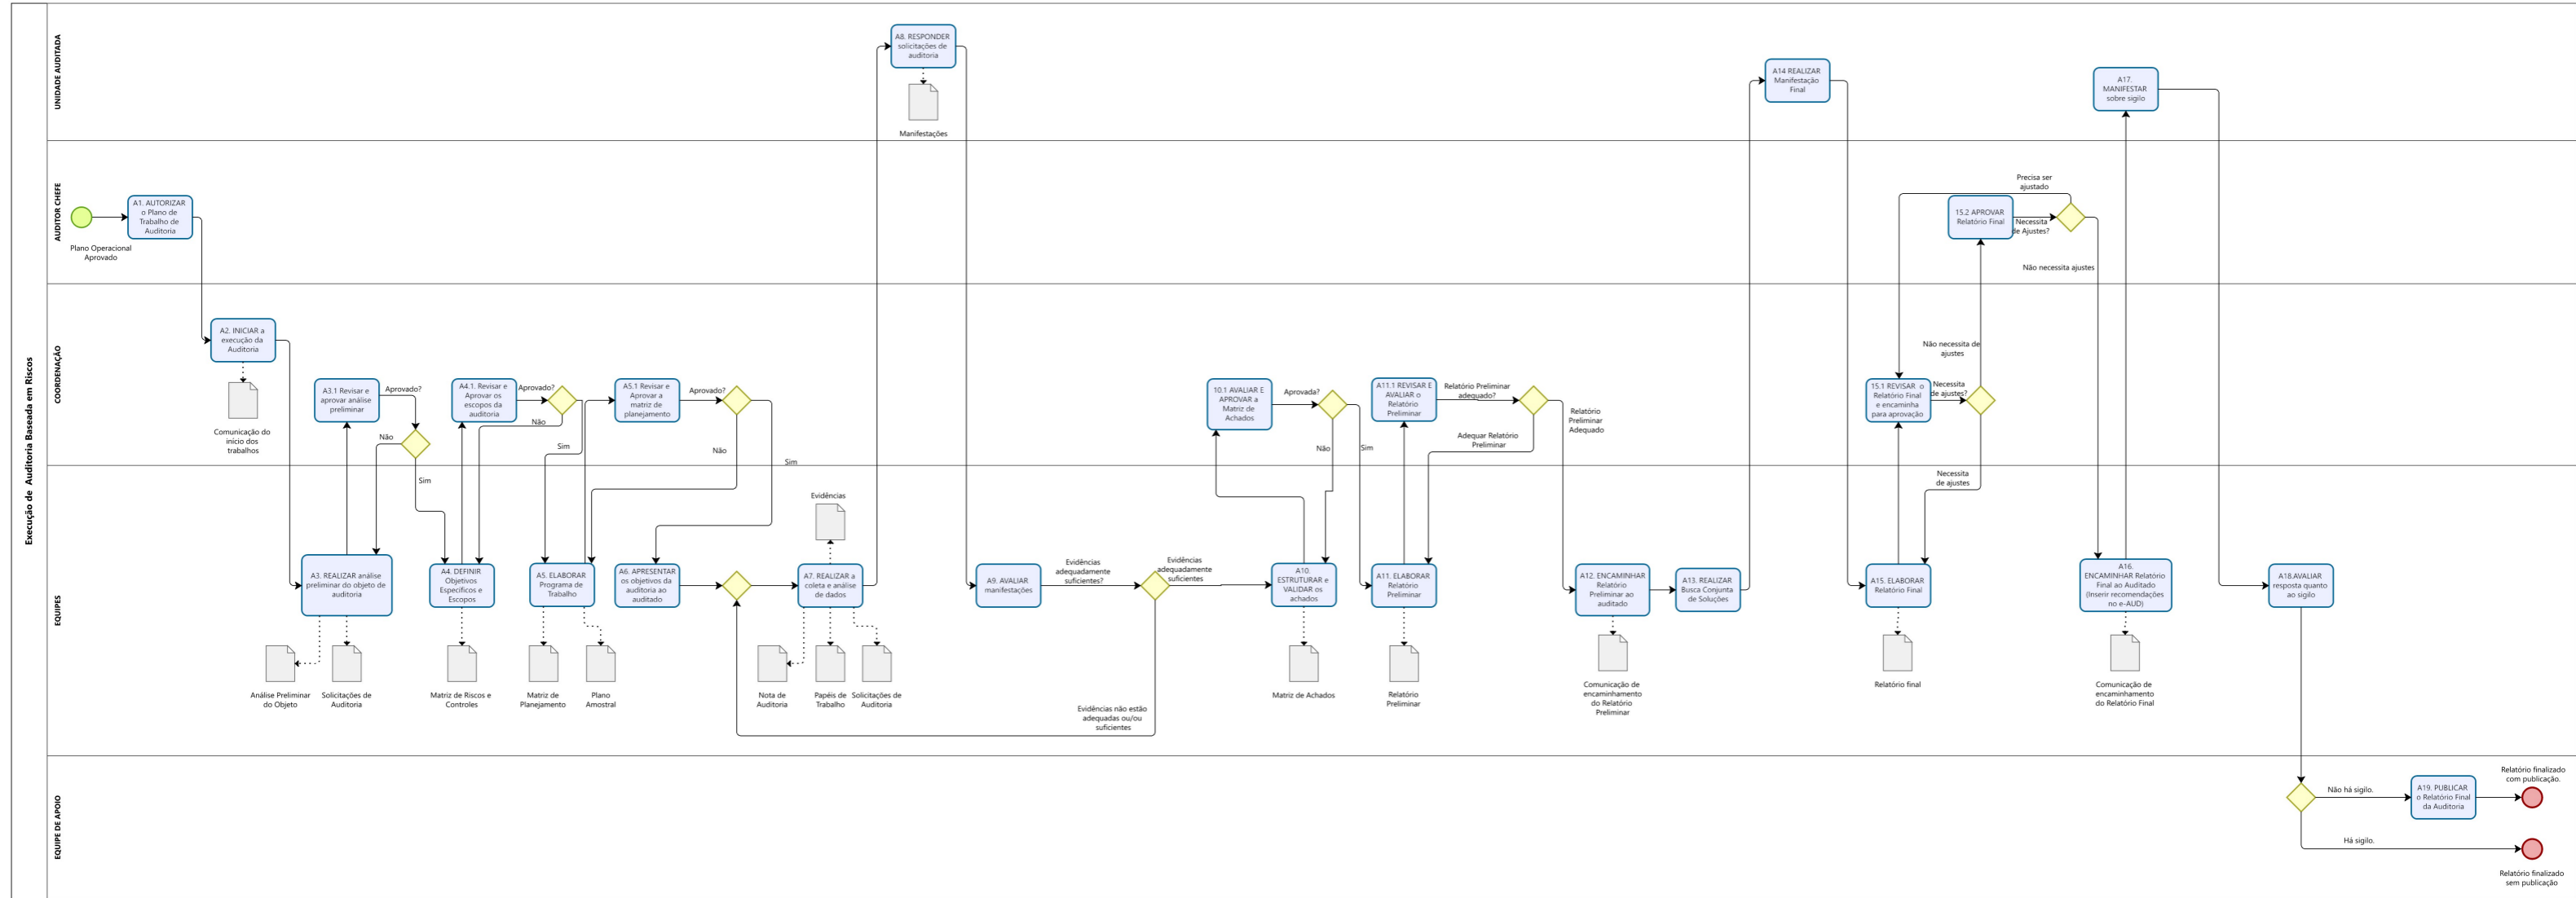 Execução de Auditoria Baseada em Riscos
UNIDADE AUDITADA
A8. RESPONDER
solicitações de
auditoria
Manifestações
A14 REALIZAR
Manifestação
Final
A17.
MANIFESTAR
sobre sigilo
AUDITOR CHEFE
Plano Operacional
Aprovado
A1. AUTORIZAR
o Plano de
Trabalho de
Auditoria
15.2 APROVAR
Relatório Final
Necessita
de Ajustes?
Precisa ser
ajustado
Não necessita ajustes
COORDENAÇÃO
A2. INICIAR a
execução da
Auditoria
Comunicação do
início dos
trabalhos
A3.1 Revisar e
aprovar análise
preliminar
Aprovado?
Não
Sim
A4.1. Revisar e
Aprovar os
escopos da
auditoria
Aprovado?
Não
Sim
A5.1 Revisar e
Aprovar a
matriz de
planejamento
Aprovado?
Não
Sim
10.1 AVALIAR E
APROVAR a
Matriz de
Achados
Aprovada?
Não
Sim
A11.1 REVISAR E
AVALIAR o
Relatório
Preliminar
Relatório Preliminar
adequado?
Adequar Relatório
Preliminar
Relatório
Preliminar
Adequado
15.1 REVISAR o
Relatório Final
e encaminha
para aprovação
Necessita
de ajustes?
Não necessita de
ajustes
Necessita
de ajustes
EQUIPES
A3. REALIZAR análise
preliminar do objeto de
auditoria
Análise Preliminar
do Objeto
Solicitações de
Auditoria
A4. DEFINIR
Objetivos
Específicos e
Escopos
Matriz de Riscos e
Controles
A5. ELABORAR
Programa de
Trabalho
Matriz de
Planejamento
Plano
Amostral
A6. APRESENTAR
os objetivos da
auditoria ao
auditado
Evidências
A7. REALIZAR a
coleta e análise
de dados
Nota de
Auditoria
Papéis de
Trabalho
Solicitações de
Auditoria
A9. AVALIAR
manifestações
Evidências
adequadamente
suficientes?
Evidências
adequadamente
suficientes
Evidências não estão
adequadas ou/ou
suficientes
A10.
ESTRUTURAR e
VALIDAR os
achados
Matriz de Achados
A11. ELABORAR
Relatório
Preliminar
Relatório
Preliminar
A12. ENCAMINHAR
Relatório
Preliminar ao
auditado
Comunicação de
encaminhamento
do Relatório
Preliminar
A13. REALIZAR
Busca Conjunta
de Soluções
A15. ELABORAR
Relatório Final
Relatório final
A16.
ENCAMINHAR Relatório
Final ao Auditado
(Inserir recomendações
no e-AUD)
Comunicação de
encaminhamento
do Relatório Final
A18.AVALIAR
resposta quanto
ao sigilo
EQUIPE DE APOIO
Não há sigilo.
A19. PUBLICAR
o Relatório Final
da Auditoria
Relatório finalizado
com publicação.
Há sigilo.
Relatório finalizado
sem publicação